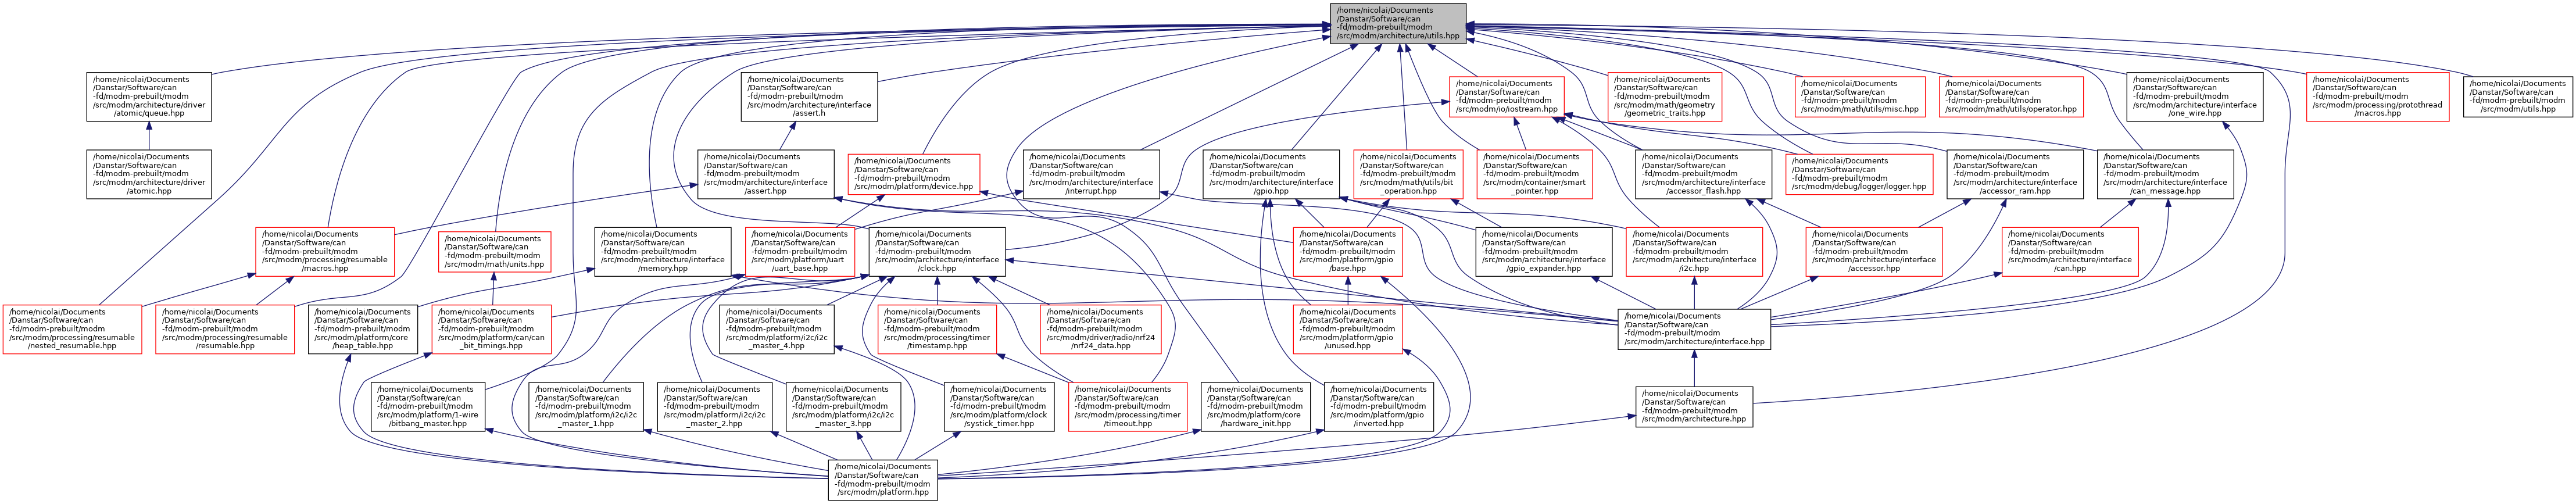 /home/nicolai/Documents
/Danstar/Software/can
-fd/modm-prebuilt/modm
/src/modm/architecture/utils.hpp
/home/nicolai/Documents
/Danstar/Software/can
-fd/modm-prebuilt/modm
/src/modm/architecture/driver
/atomic/queue.hpp
/home/nicolai/Documents
/Danstar/Software/can
-fd/modm-prebuilt/modm
/src/modm/architecture/interface
/assert.h
/home/nicolai/Documents
/Danstar/Software/can
-fd/modm-prebuilt/modm
/src/modm/io/iostream.hpp
/home/nicolai/Documents
/Danstar/Software/can
-fd/modm-prebuilt/modm
/src/modm/math/geometry
/geometric_traits.hpp
/home/nicolai/Documents
/Danstar/Software/can
-fd/modm-prebuilt/modm
/src/modm/math/utils/misc.hpp
/home/nicolai/Documents
/Danstar/Software/can
-fd/modm-prebuilt/modm
/src/modm/math/utils/operator.hpp
/home/nicolai/Documents
/Danstar/Software/can
-fd/modm-prebuilt/modm
/src/modm/architecture/interface
/one_wire.hpp
/home/nicolai/Documents
/Danstar/Software/can
-fd/modm-prebuilt/modm
/src/modm/processing/protothread
/macros.hpp
/home/nicolai/Documents
/Danstar/Software/can
-fd/modm-prebuilt/modm
/src/modm/utils.hpp
/home/nicolai/Documents
/Danstar/Software/can
-fd/modm-prebuilt/modm
/src/modm/architecture/driver
/atomic.hpp
/home/nicolai/Documents
/Danstar/Software/can
-fd/modm-prebuilt/modm
/src/modm/architecture/interface
/assert.hpp
/home/nicolai/Documents
/Danstar/Software/can
-fd/modm-prebuilt/modm
/src/modm/platform/device.hpp
/home/nicolai/Documents
/Danstar/Software/can
-fd/modm-prebuilt/modm
/src/modm/architecture/interface
/interrupt.hpp
/home/nicolai/Documents
/Danstar/Software/can
-fd/modm-prebuilt/modm
/src/modm/architecture/interface
/gpio.hpp
/home/nicolai/Documents
/Danstar/Software/can
-fd/modm-prebuilt/modm
/src/modm/math/utils/bit
_operation.hpp
/home/nicolai/Documents
/Danstar/Software/can
-fd/modm-prebuilt/modm
/src/modm/container/smart
_pointer.hpp
/home/nicolai/Documents
/Danstar/Software/can
-fd/modm-prebuilt/modm
/src/modm/architecture/interface
/accessor_flash.hpp
/home/nicolai/Documents
/Danstar/Software/can
-fd/modm-prebuilt/modm
/src/modm/debug/logger/logger.hpp
/home/nicolai/Documents
/Danstar/Software/can
-fd/modm-prebuilt/modm
/src/modm/architecture/interface
/accessor_ram.hpp
/home/nicolai/Documents
/Danstar/Software/can
-fd/modm-prebuilt/modm
/src/modm/architecture/interface
/can_message.hpp
/home/nicolai/Documents
/Danstar/Software/can
-fd/modm-prebuilt/modm
/src/modm/processing/resumable
/macros.hpp
/home/nicolai/Documents
/Danstar/Software/can
-fd/modm-prebuilt/modm
/src/modm/math/units.hpp
/home/nicolai/Documents
/Danstar/Software/can
-fd/modm-prebuilt/modm
/src/modm/architecture/interface
/memory.hpp
/home/nicolai/Documents
/Danstar/Software/can
-fd/modm-prebuilt/modm
/src/modm/platform/uart
/uart_base.hpp
/home/nicolai/Documents
/Danstar/Software/can
-fd/modm-prebuilt/modm
/src/modm/architecture/interface
/clock.hpp
/home/nicolai/Documents
/Danstar/Software/can
-fd/modm-prebuilt/modm
/src/modm/platform/gpio
/base.hpp
/home/nicolai/Documents
/Danstar/Software/can
-fd/modm-prebuilt/modm
/src/modm/architecture/interface
/gpio_expander.hpp
/home/nicolai/Documents
/Danstar/Software/can
-fd/modm-prebuilt/modm
/src/modm/architecture/interface
/i2c.hpp
/home/nicolai/Documents
/Danstar/Software/can
-fd/modm-prebuilt/modm
/src/modm/architecture/interface
/accessor.hpp
/home/nicolai/Documents
/Danstar/Software/can
-fd/modm-prebuilt/modm
/src/modm/architecture/interface
/can.hpp
/home/nicolai/Documents
/Danstar/Software/can
-fd/modm-prebuilt/modm
/src/modm/processing/resumable
/nested_resumable.hpp
/home/nicolai/Documents
/Danstar/Software/can
-fd/modm-prebuilt/modm
/src/modm/processing/resumable
/resumable.hpp
/home/nicolai/Documents
/Danstar/Software/can
-fd/modm-prebuilt/modm
/src/modm/platform/core
/heap_table.hpp
/home/nicolai/Documents
/Danstar/Software/can
-fd/modm-prebuilt/modm
/src/modm/platform/can/can
_bit_timings.hpp
/home/nicolai/Documents
/Danstar/Software/can
-fd/modm-prebuilt/modm
/src/modm/platform/i2c/i2c
_master_4.hpp
/home/nicolai/Documents
/Danstar/Software/can
-fd/modm-prebuilt/modm
/src/modm/processing/timer
/timestamp.hpp
/home/nicolai/Documents
/Danstar/Software/can
-fd/modm-prebuilt/modm
/src/modm/driver/radio/nrf24
/nrf24_data.hpp
/home/nicolai/Documents
/Danstar/Software/can
-fd/modm-prebuilt/modm
/src/modm/platform/gpio
/unused.hpp
/home/nicolai/Documents
/Danstar/Software/can
-fd/modm-prebuilt/modm
/src/modm/architecture/interface.hpp
/home/nicolai/Documents
/Danstar/Software/can
-fd/modm-prebuilt/modm
/src/modm/platform/1-wire
/bitbang_master.hpp
/home/nicolai/Documents
/Danstar/Software/can
-fd/modm-prebuilt/modm
/src/modm/platform/i2c/i2c
_master_1.hpp
/home/nicolai/Documents
/Danstar/Software/can
-fd/modm-prebuilt/modm
/src/modm/platform/i2c/i2c
_master_2.hpp
/home/nicolai/Documents
/Danstar/Software/can
-fd/modm-prebuilt/modm
/src/modm/platform/i2c/i2c
_master_3.hpp
/home/nicolai/Documents
/Danstar/Software/can
-fd/modm-prebuilt/modm
/src/modm/platform/clock
/systick_timer.hpp
/home/nicolai/Documents
/Danstar/Software/can
-fd/modm-prebuilt/modm
/src/modm/processing/timer
/timeout.hpp
/home/nicolai/Documents
/Danstar/Software/can
-fd/modm-prebuilt/modm
/src/modm/platform/core
/hardware_init.hpp
/home/nicolai/Documents
/Danstar/Software/can
-fd/modm-prebuilt/modm
/src/modm/platform/gpio
/inverted.hpp
/home/nicolai/Documents
/Danstar/Software/can
-fd/modm-prebuilt/modm
/src/modm/architecture.hpp
/home/nicolai/Documents
/Danstar/Software/can
-fd/modm-prebuilt/modm
/src/modm/platform.hpp